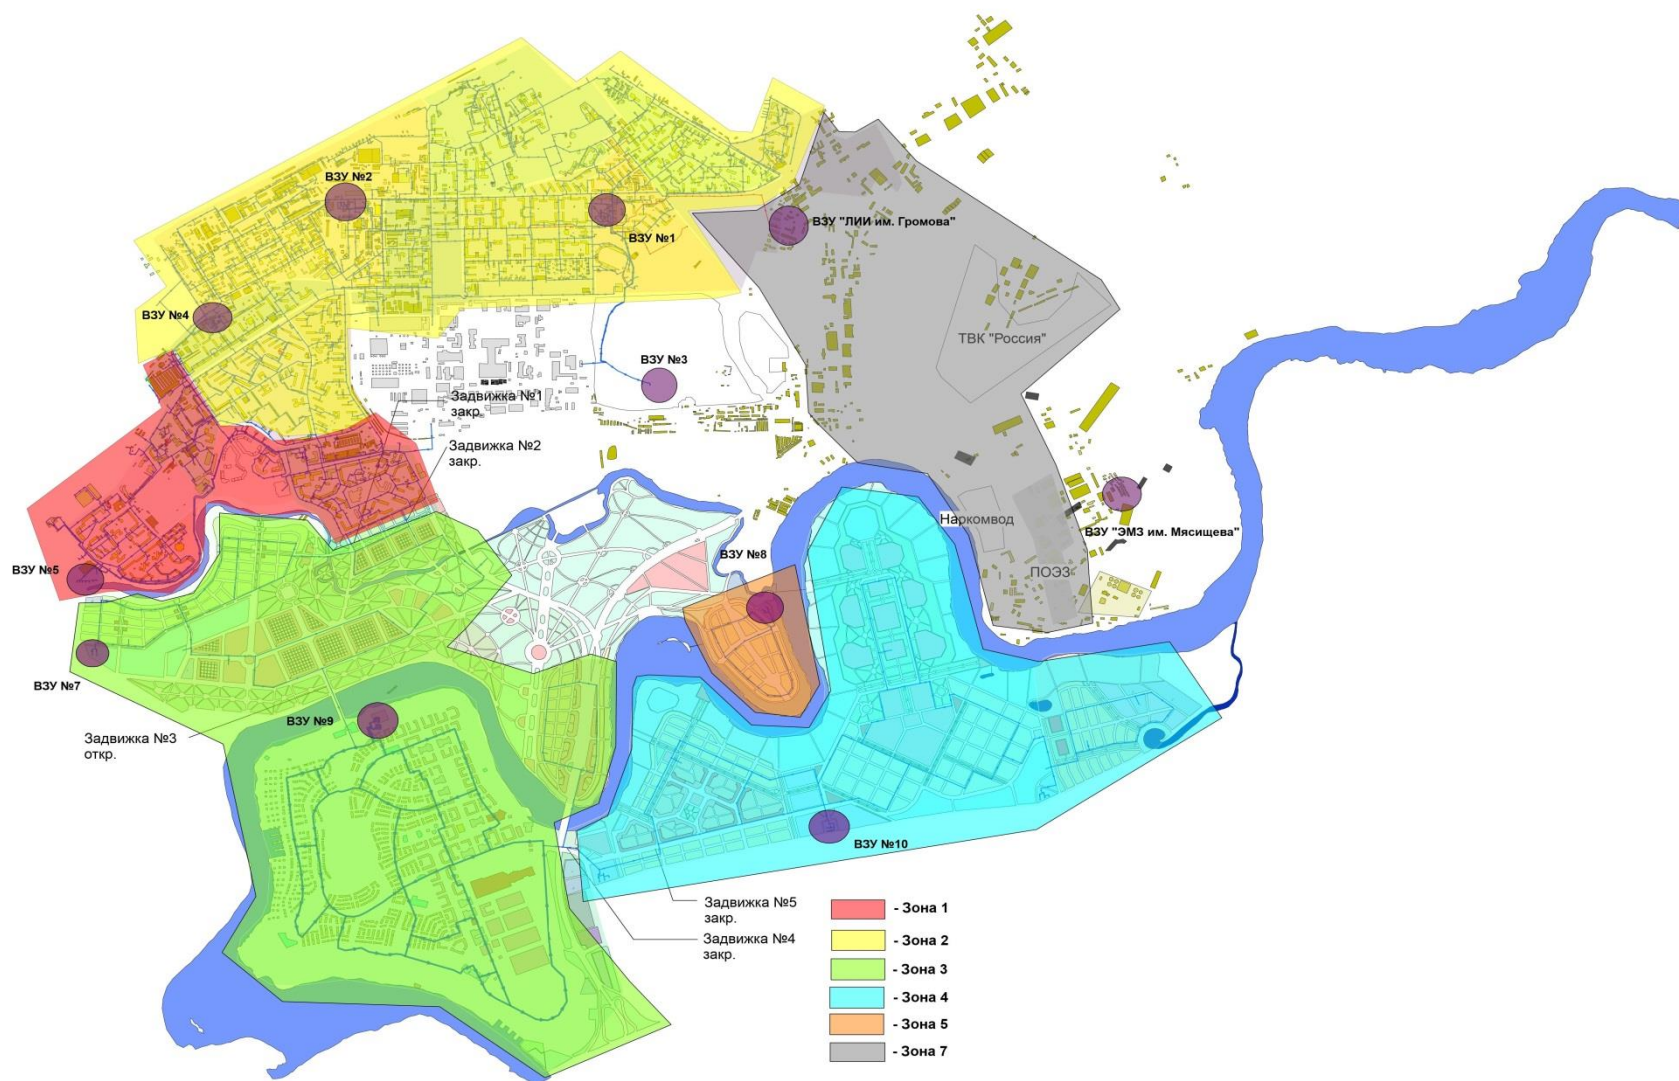 ВЗУ №2
ВЗУ №1
ВЗУ "ЛИИ им. Громова"
ВЗУ №4
ТВК "Россия"
ВЗУ №3
Задвижка №1
закр.
Задвижка №2
закр.
Наркомвод
ВЗУ "ЭМЗ им. Мясищева"
ВЗУ №8
ВЗУ №5
ПОЭЗ
ВЗУ №7
ВЗУ №9
Задвижка №3
откр.
ВЗУ №10
Задвижка №5
закр.
Задвижка №4
закр.
- Зона 1
- Зона 2
- Зона 3
- Зона 4
- Зона 5
- Зона 7